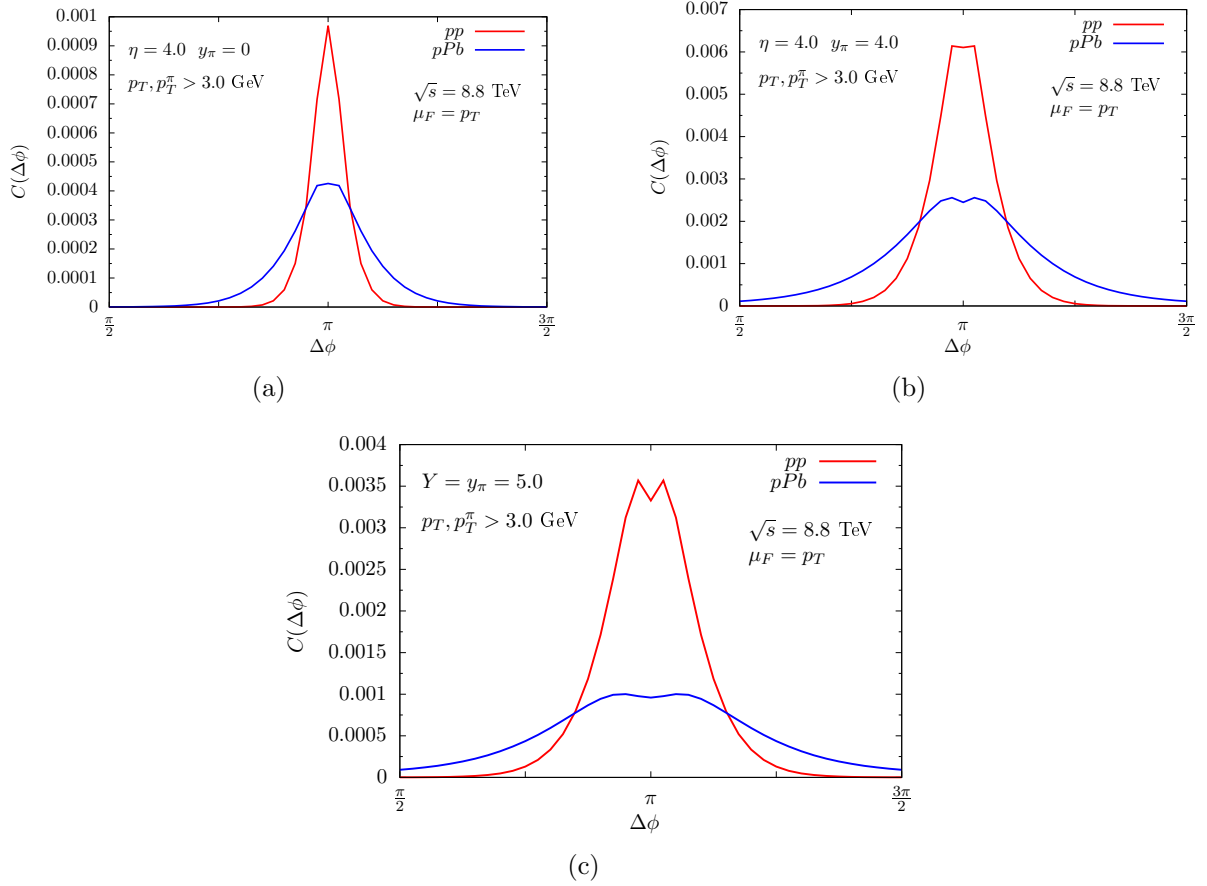 0.001
0.0009
0.0008
0.0007
0.0006
0.0005
0.0004
0.0003
0.0002
0.0001
0
C(Δϕ)
η = 4.0 y_π = 0
p_T, p_T^π > 3.0 GeV
pp
pPb
√s = 8.8 TeV
μ_F = p_T
π/2 π 3π/2
Δϕ
(a)
0.007
0.006
0.005
0.004
0.003
0.002
0.001
0
C(Δϕ)
η = 4.0 y_π = 4.0
p_T, p_T^π > 3.0 GeV
pp
pPb
√s = 8.8 TeV
μ_F = p_T
π/2 π 3π/2
Δϕ
(b)
0.004
0.0035
0.003
0.0025
0.002
0.0015
0.001
0.0005
0
C(Δϕ)
Y = y_π = 5.0
p_T, p_T^π > 3.0 GeV
pp
pPb
√s = 8.8 TeV
μ_F = p_T
π/2 π 3π/2
Δϕ
(c)